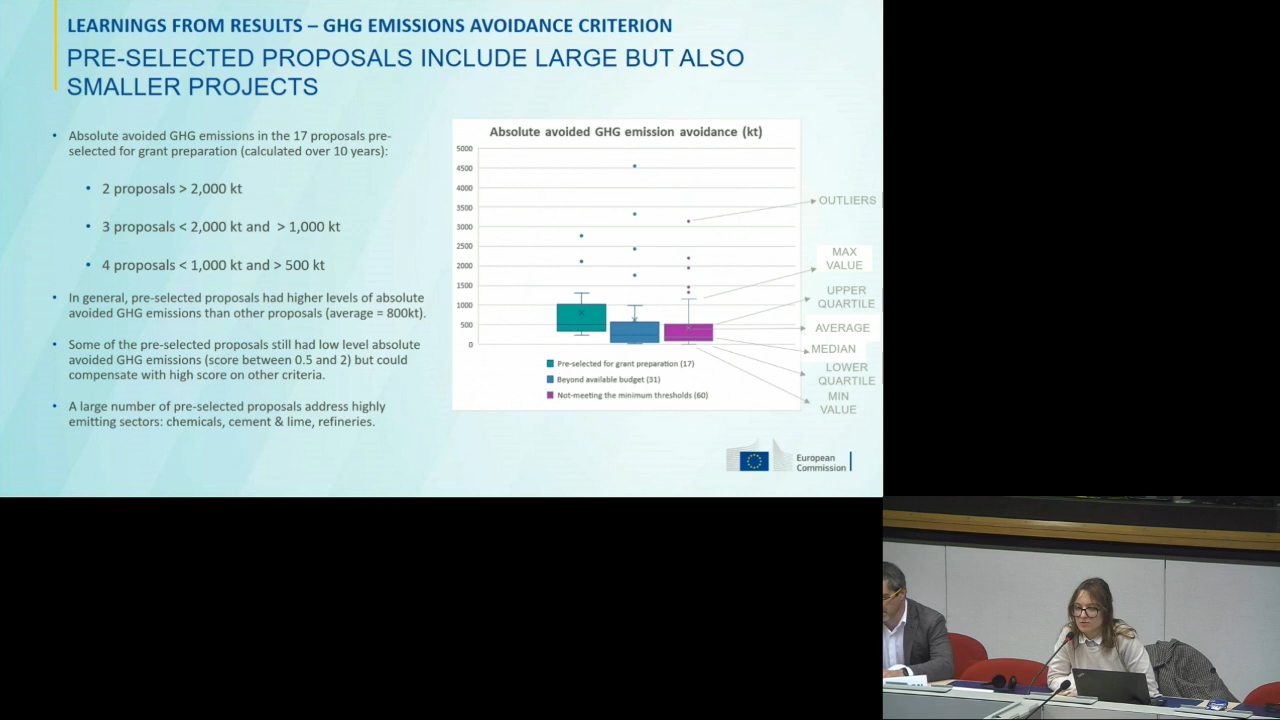 LEARNINGS FROM RESULTS – GHG EMISSIONS AVOIDANCE CRITERION
PRE-SELECTED PROPOSALS INCLUDE LARGE BUT ALSO
SMALLER PROJECTS
• Absolute avoided GHG emissions in the 17 proposals pre-
selected for grant preparation (calculated over 10 years):
• 2 proposals > 2,000 kt
• 3 proposals < 2,000 kt and > 1,000 kt
• 4 proposals < 1,000 kt and > 500 kt
• In general, pre-selected proposals had higher levels of absolute
avoided GHG emissions than other proposals (average = 800kt).
• Some of the pre-selected proposals still had low level absolute
avoided GHG emissions (score between 0.5 and 2) but could
compensate with high score on other criteria.
• A large number of pre-selected proposals address highly
emitting sectors: chemicals, cement & lime, refineries.
Absolute avoided GHG emission avoidance (kt)
5000
4500
4000
3500
3000
2500
2000
1500
1000
500
0
Pre-selected for grant preparation (17)
Beyond available budget (31)
Not-meeting the minimum thresholds (60)
OUTLIERS
MAX
VALUE
UPPER
QUARTILE
AVERAGE
MEDIAN
LOWER
QUARTILE
MIN
VALUE
European
Commission